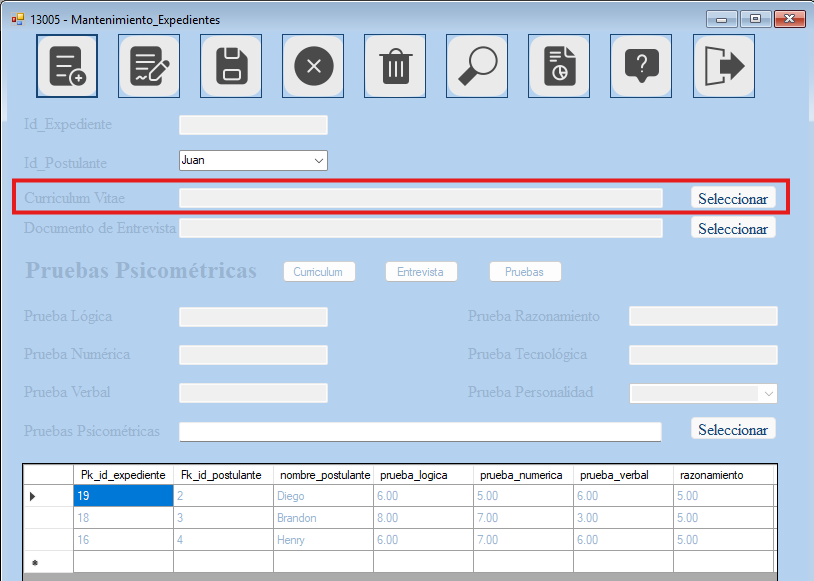 13005 - Mantenimiento_Expedientes
Id_Expediente
Id_Postulante Juan
Curriculum Vitae Seleccionar
Documento de Entrevista Seleccionar
Pruebas Psicométricas Curriculum Entrevista Pruebas
Prueba Lógica Prueba Razonamiento
Prueba Numérica Prueba Tecnológica
Prueba Verbal Prueba Personalidad
Pruebas Psicométricas Seleccionar
Pk_id_expediente Fk_id_postulante nombre_postulante prueba_logica prueba_numerica prueba_verbal razonamiento
19 2 Diego 6.00 5.00 6.00 5.00
18 3 Brandon 8.00 7.00 3.00 5.00
16 4 Henry 6.00 7.00 6.00 5.00